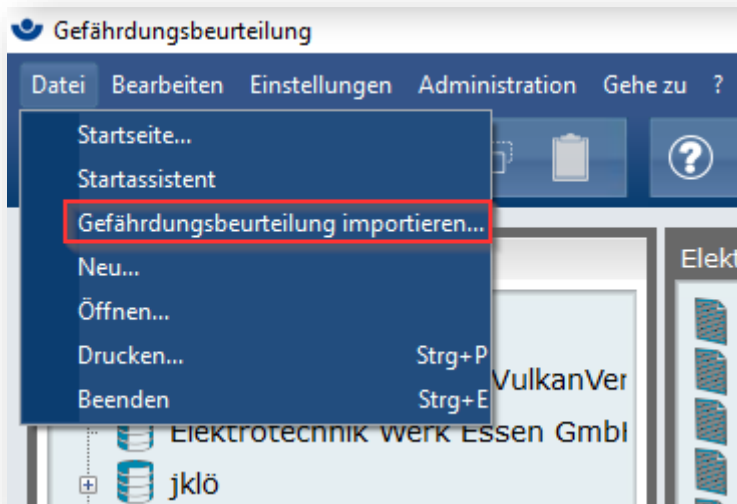 Gefährdungsbeurteilung
Datei Bearbeiten Einstellungen Administration Gehe zu ?
Startseite...
Startassistent
Gefährdungsbeurteilung importieren...
Neu...
Öffnen...
Drucken... Strg+P
Beenden Strg+E
?
Elekt
VulkanVer
Elektrotechnik Werk Essen Gmbl
jklö